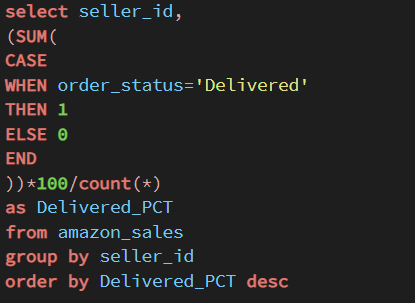 select seller_id,
(SUM(
CASE
WHEN order_status='Delivered'
THEN 1
ELSE 0
END
))*100/count(*)
as Delivered_PCT
from amazon_sales
group by seller_id
order by Delivered_PCT desc